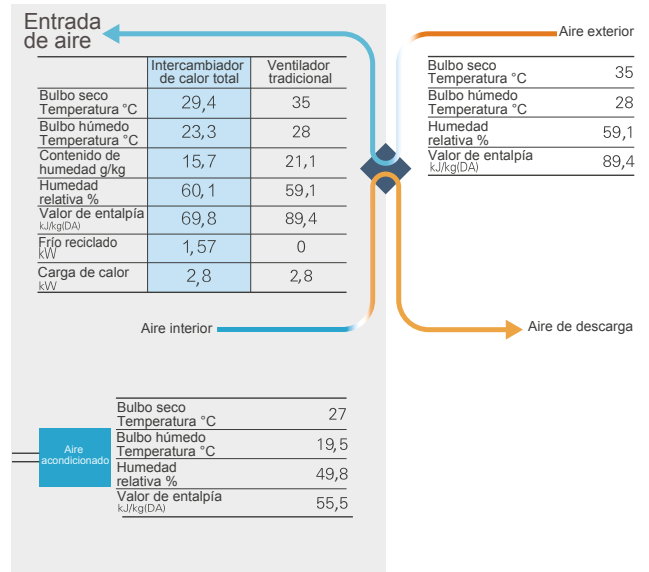 Entrada
de aire
Aire exterior
Intercambiador
de calor total
Ventilador
tradicional
Bulbo seco
Temperatura °C
29,4
35
Bulbo húmedo
Temperatura °C
23,3
28
Contenido de
humedad g/kg
15,7
21,1
Humedad
relativa %
60,1
59,1
Valor de entalpía
kJ/kg(DA)
69,8
89,4
Frío reciclado
kW
1,57
0
Carga de calor
kW
2,8
2,8
Bulbo seco
Temperatura °C
35
Bulbo húmedo
Temperatura °C
28
Humedad
relativa %
59,1
Valor de entalpía
kJ/kg(DA)
89,4
Aire interior
Aire de descarga
Aire
acondicionado
Bulbo seco
Temperatura °C
27
Bulbo húmedo
Temperatura °C
19,5
Humedad
relativa %
49,8
Valor de entalpía
kJ/kg(DA)
55,5